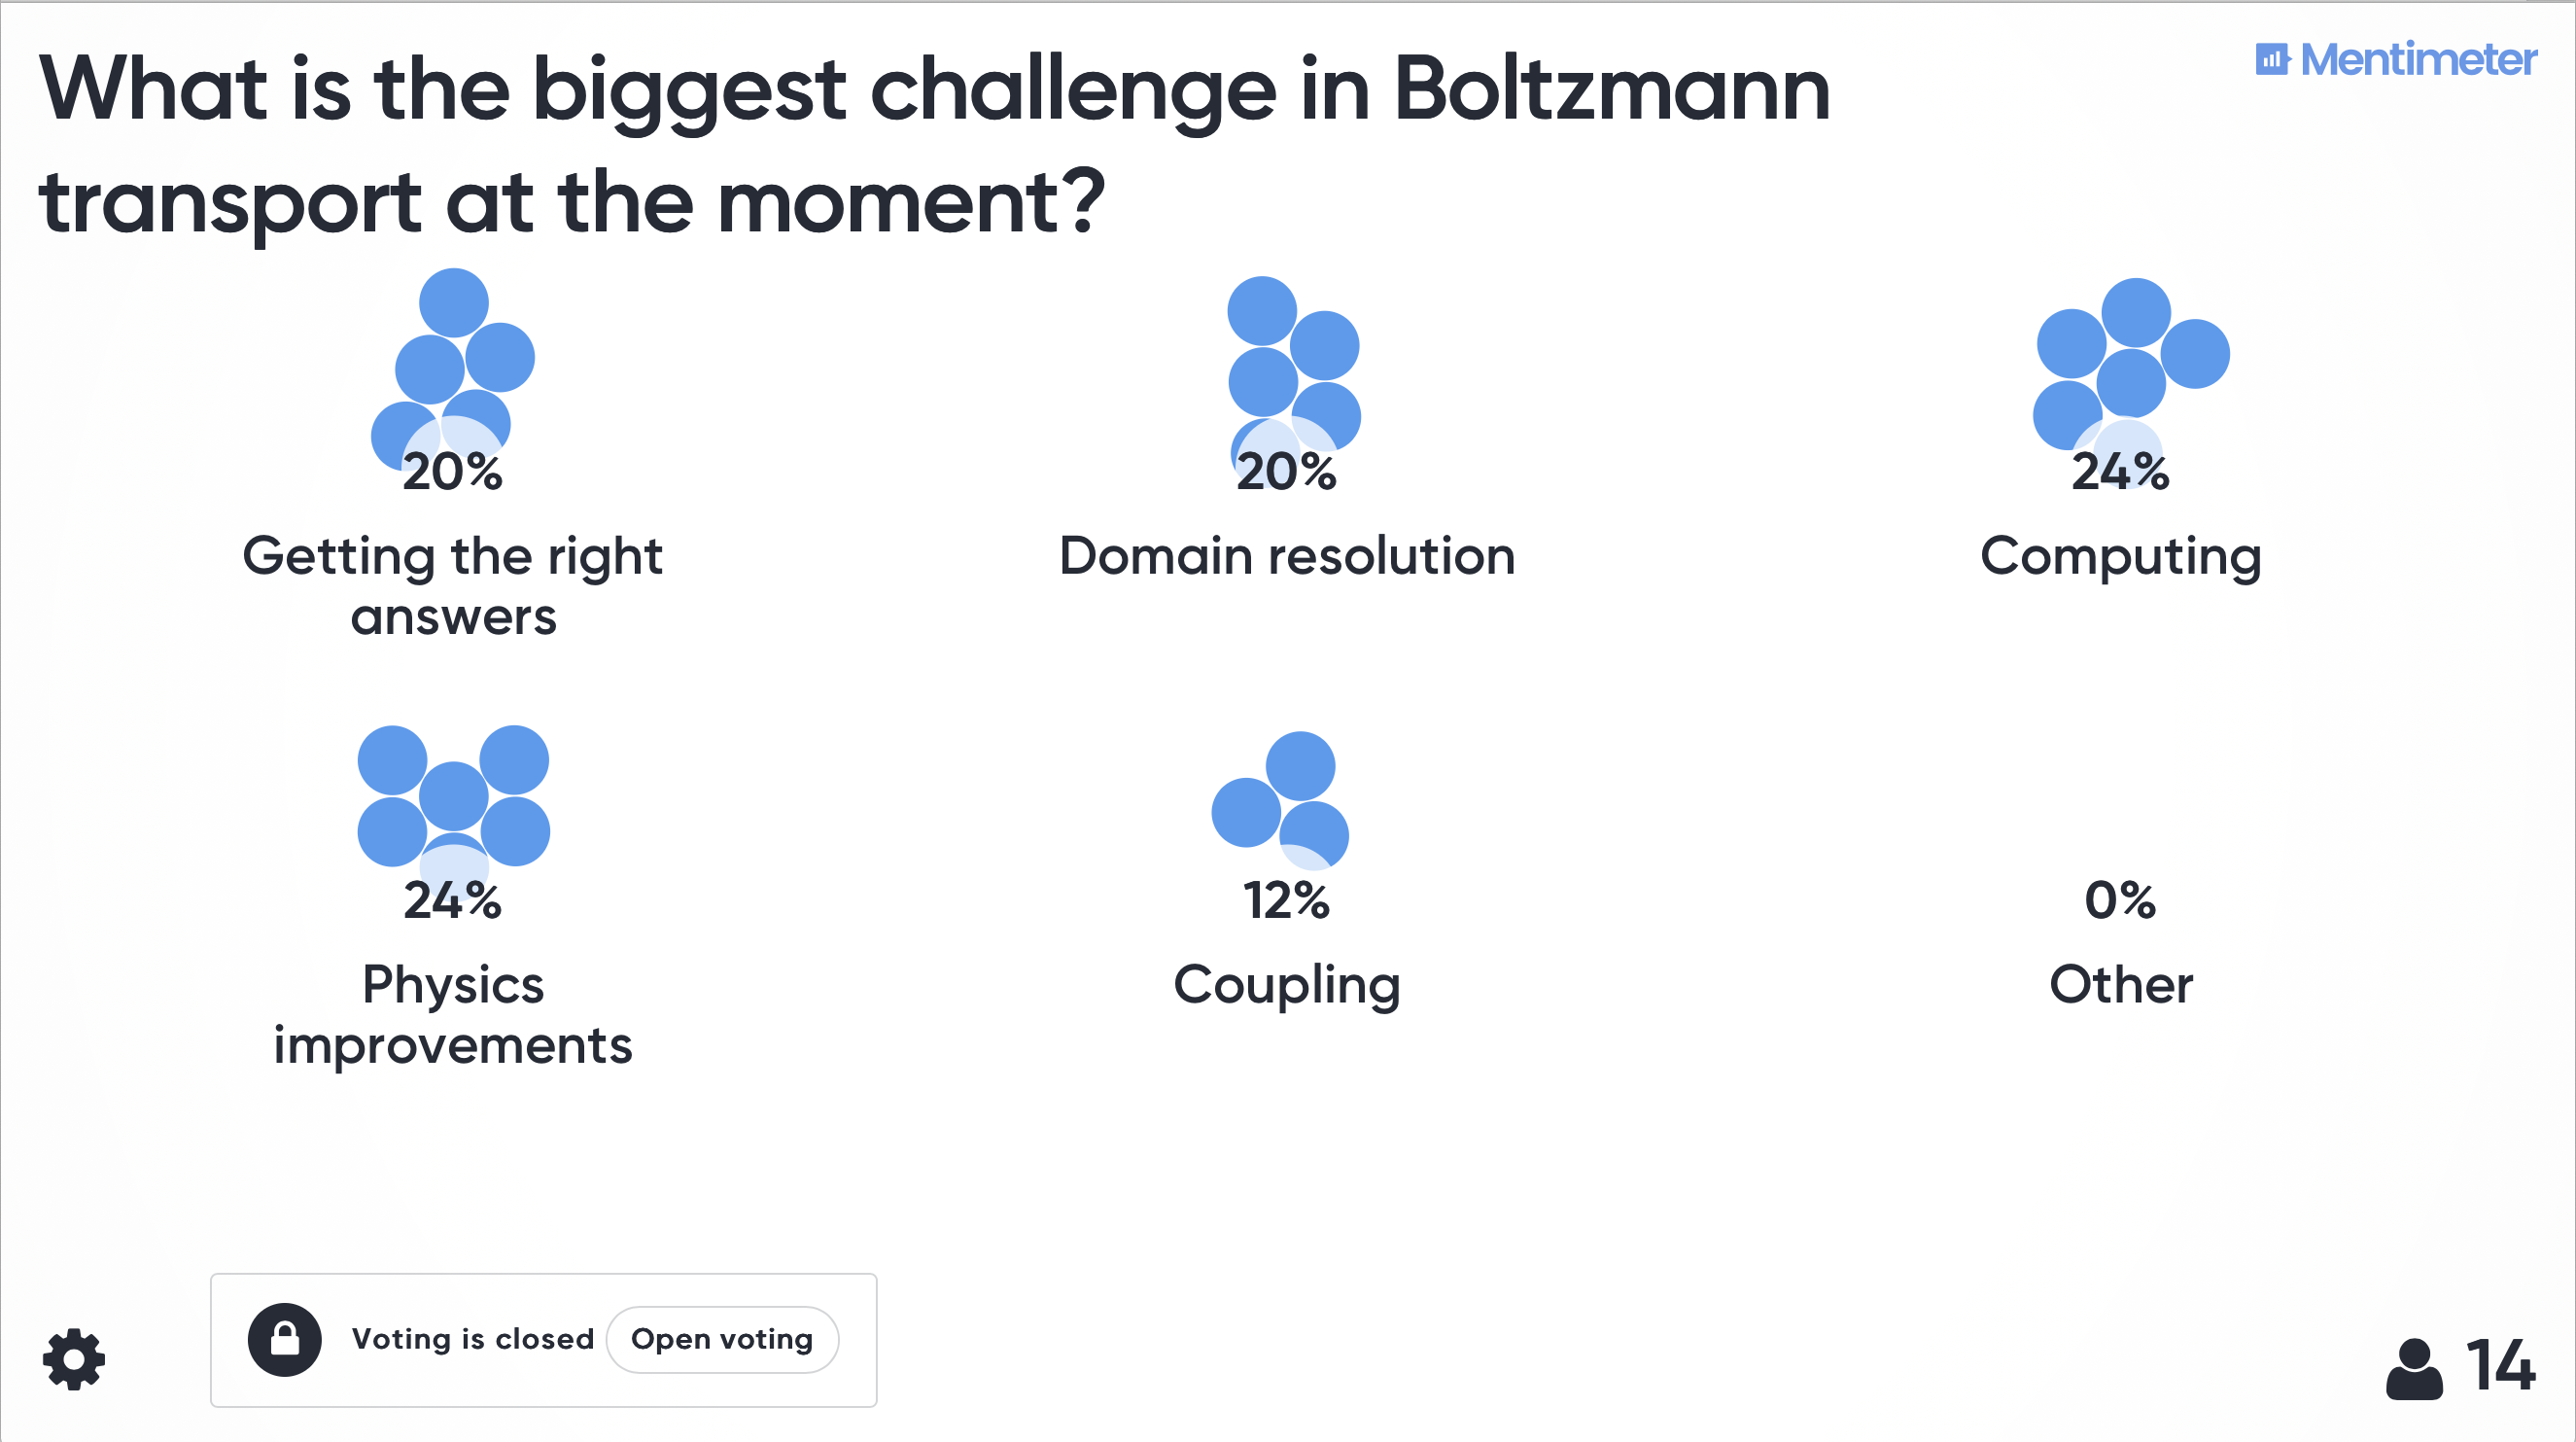 What is the biggest challenge in Boltzmann
transport at the moment?
Mentimeter
20%
Getting the right
answers
20%
Domain resolution
24%
Computing
24%
Physics
improvements
12%
Coupling
0%
Other
Voting is closed
Open voting
14